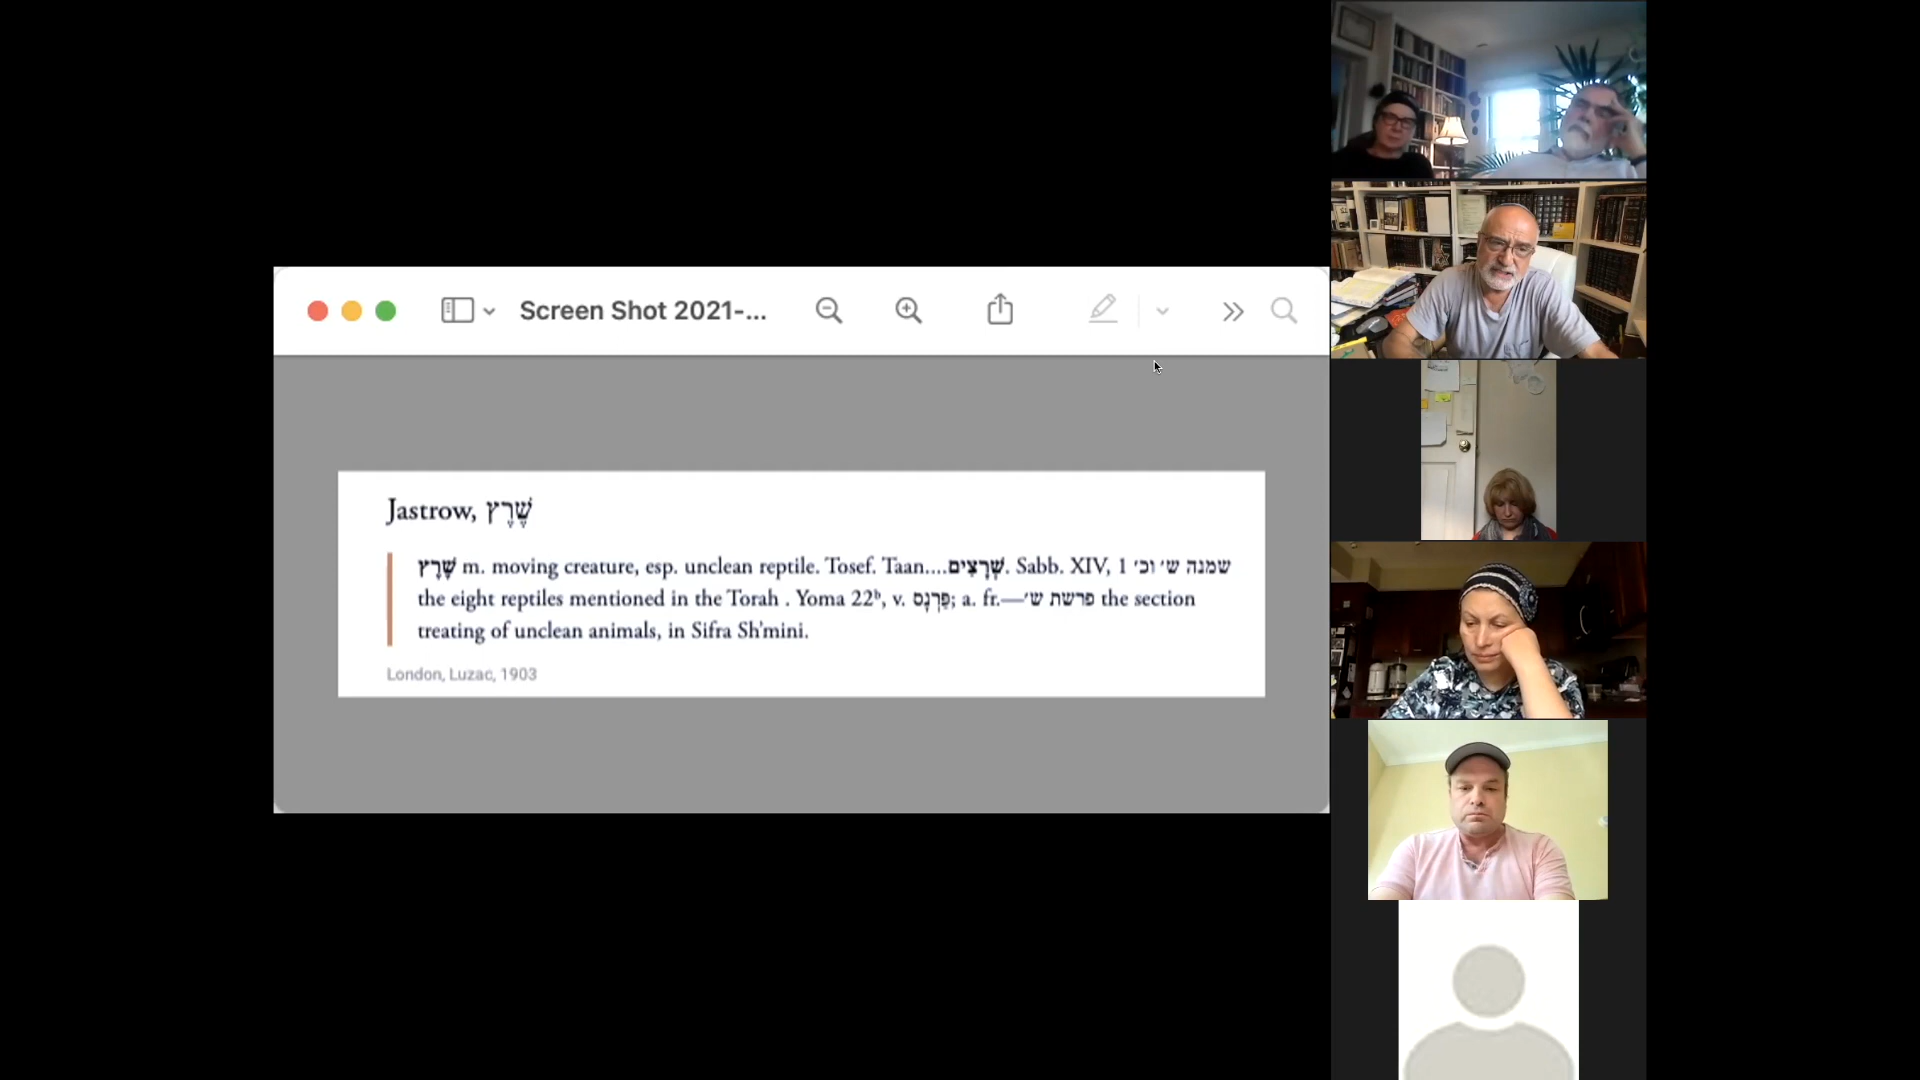 Screen Shot 2021-...
Jastrow, שֶׁרֶץ
שֶׁרֶץ m. moving creature, esp. unclean reptile. Tosef. Taan....שְׁרָצִים. Sabb. XIV, 1 שמנה ש׳ וכ׳
the eight reptiles mentioned in the Torah . Yoma 22ᵇ, v. פַּרְנָס; a. fr.—פרשת ש׳ the section
treating of unclean animals, in Sifra Sh'mini.
London, Luzac, 1903